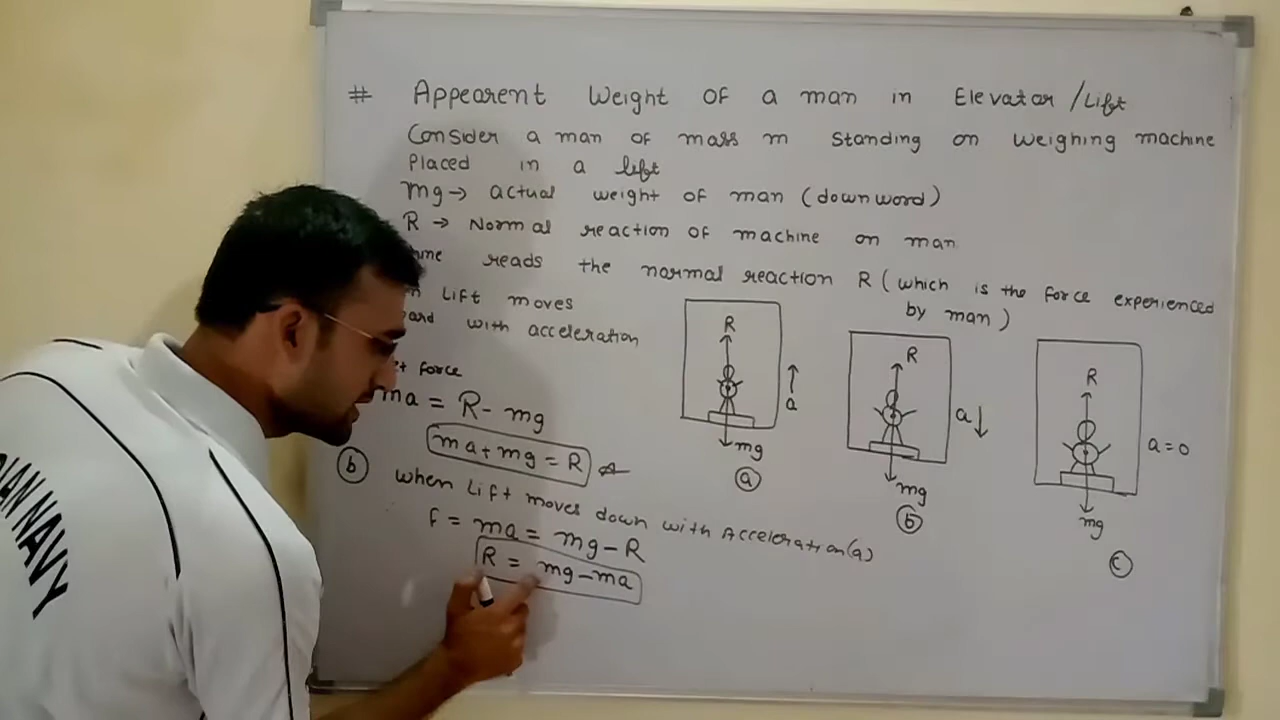 # Appearent Weight of a man in Elevator/Lift
Consider a man of mass m standing on weighing machine
Placed in a lift
mg→ actual weight of man (downword)
R → Normal reaction of machine on man
reads the normal reaction R (which is the force experienced
by man)
Lift moves
with acceleration
force
ma = R- mg
ma+mg = R
ⓑ when Lift moves down with Acceleration(a)
f = ma = mg-R
R = mg-ma
R
a
mg
ⓐ
R
a↓
mg
ⓑ
R
a=0
mg
ⓒ
IAN NAVY